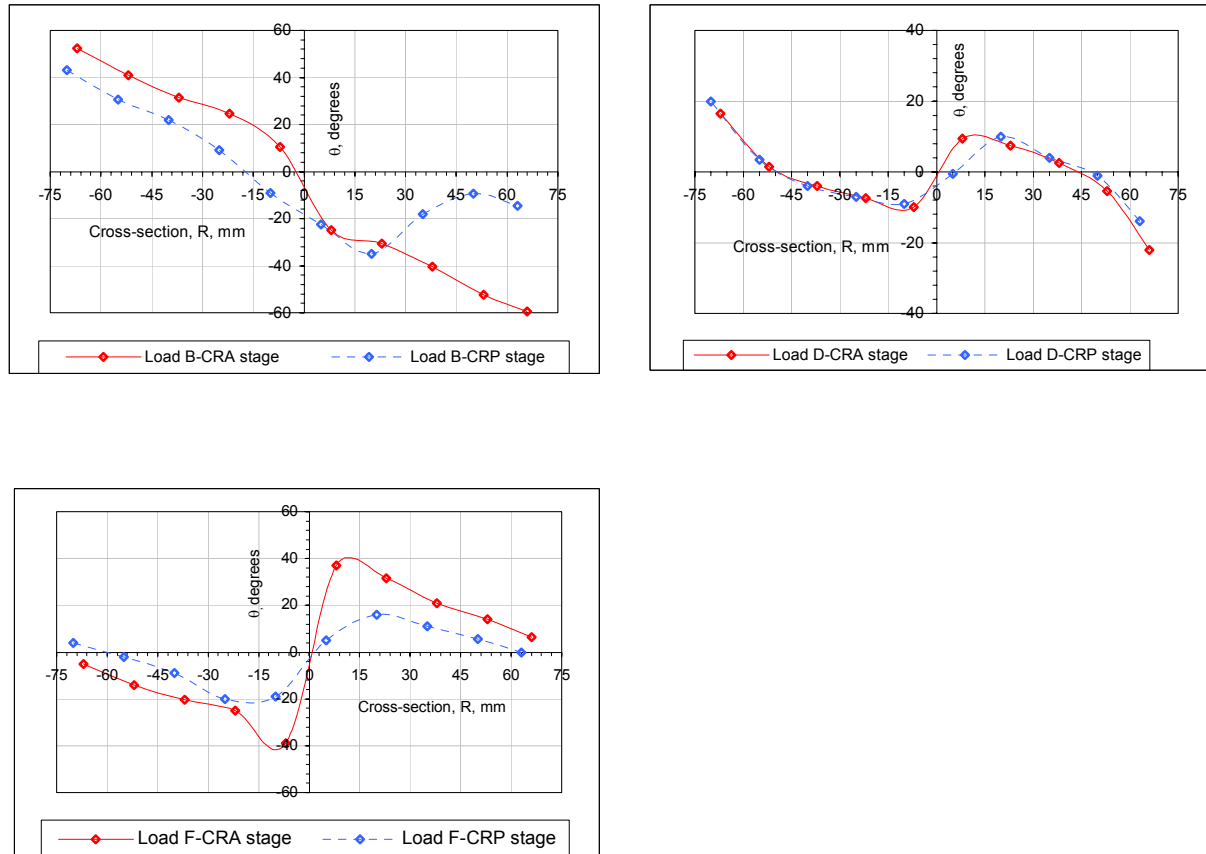 60
40
20
0
-20
-40
-60
-75 -60 -45 -30 -15 0 15 30 45 60 75
θ, degrees
Cross-section, R, mm
Load B-CRA stage Load B-CRP stage
40
20
0
-20
-40
-75 -60 -45 -30 -15 0 15 30 45 60 75
θ, degrees
Cross-section, R, mm
Load D-CRA stage Load D-CRP stage
60
40
20
0
-20
-40
-60
-75 -60 -45 -30 -15 0 15 30 45 60 75
θ, degrees
Cross-section, R, mm
Load F-CRA stage Load F-CRP stage